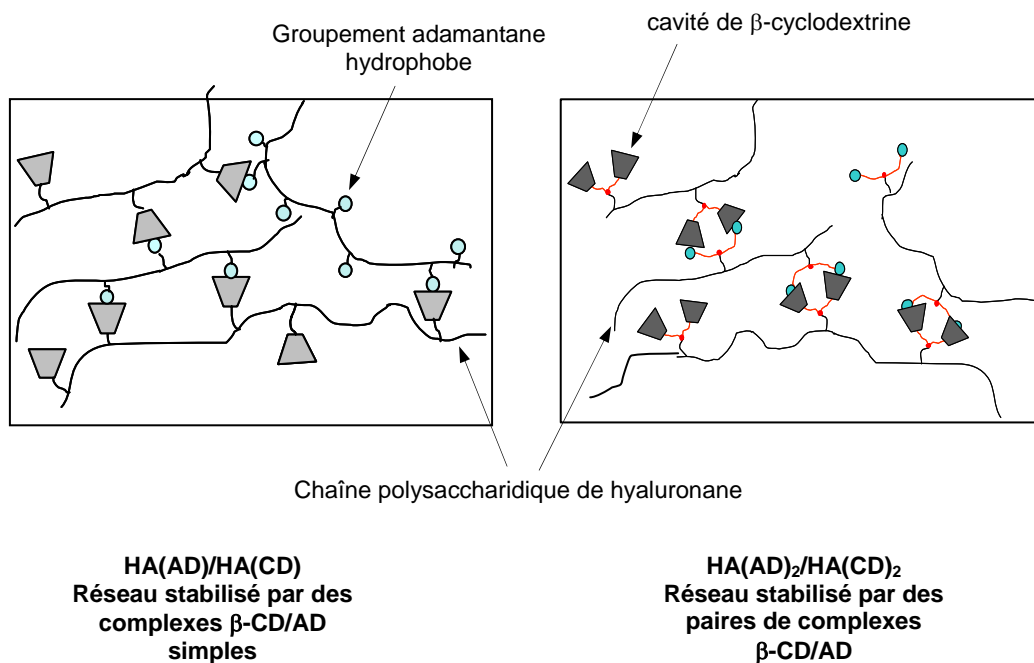 Groupement adamantane
hydrophobe
cavité de β-cyclodextrine
Chaîne polysaccharidique de hyaluronane
HA(AD)/HA(CD)
Réseau stabilisé par des
complexes β-CD/AD
simples
HA(AD)₂/HA(CD)₂
Réseau stabilisé par des
paires de complexes
β-CD/AD